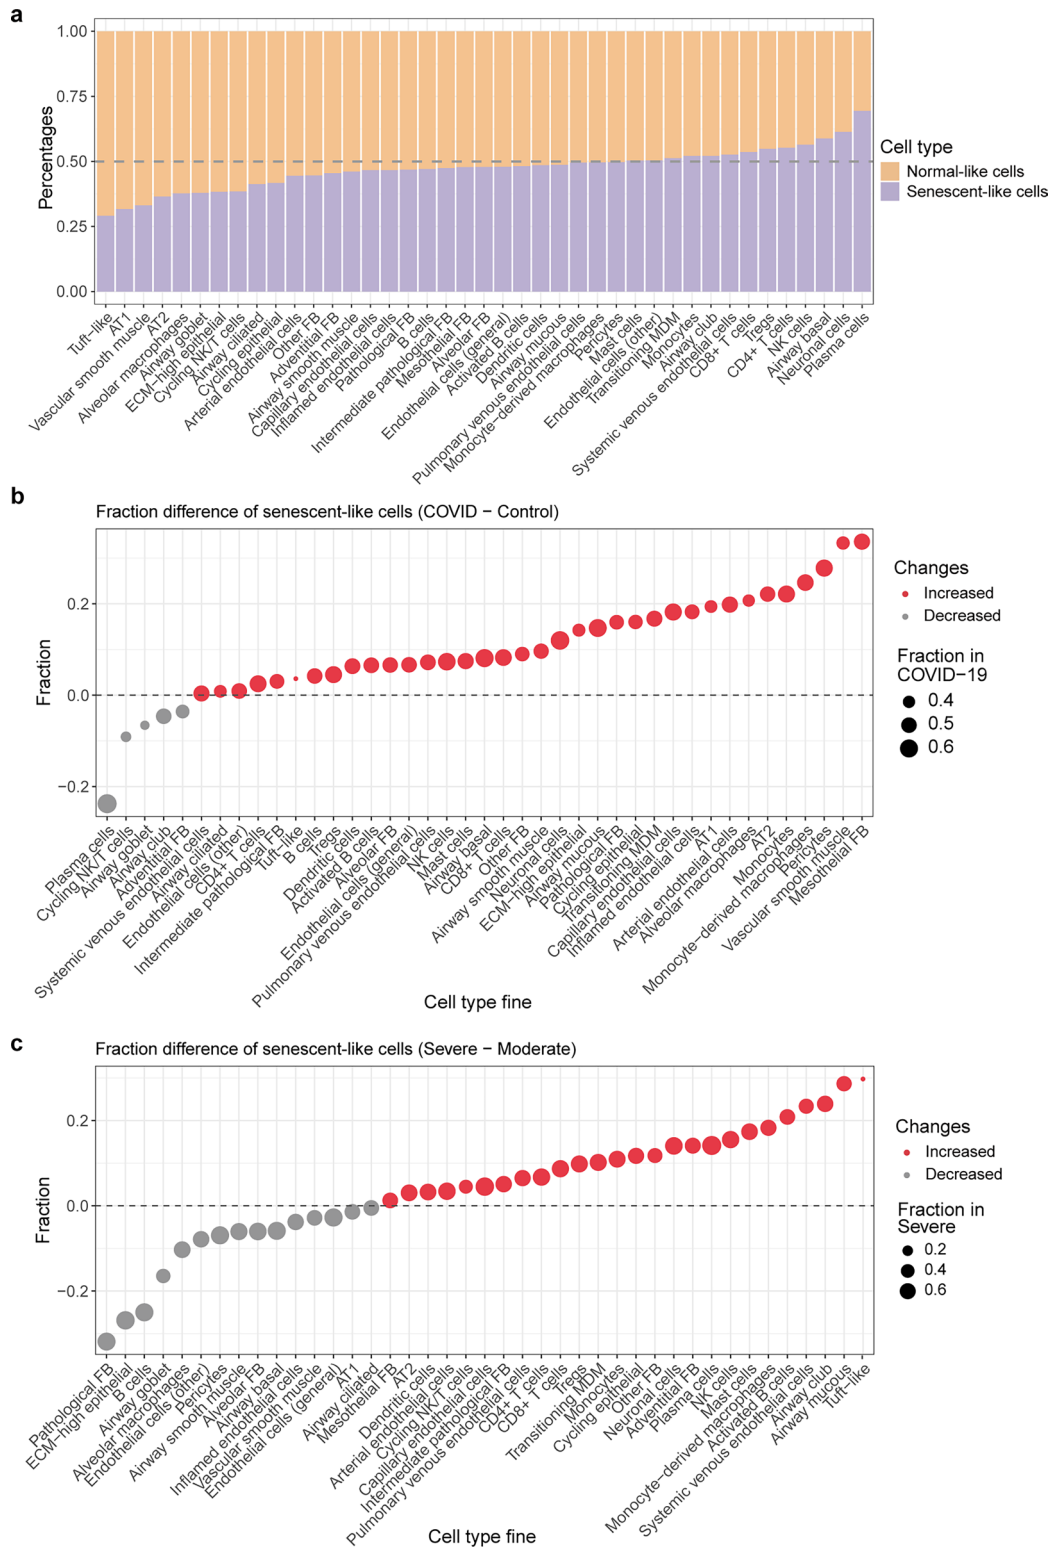 a
1.00
0.75
0.50
0.25
0.00
Percentages
Cell type
Normal-like cells
Senescent-like cells
Tuft−like
AT1
Vascular smooth muscle
AT2
Alveolar macrophages
Airway goblet
ECM−high epithelial
Cycling NK/T cells
Airway ciliated
Cycling epithelial
Arterial endothelial cells
Other FB
Adventitial FB
Airway smooth muscle
Capillary endothelial cells
Inflamed endothelial cells
Pathological FB
B cells
Intermediate pathological FB
Mesothelial FB
Alveolar FB
Endothelial cells (general)
Activated B cells
Dendritic cells
Airway mucous
Pulmonary venous endothelial cells
Monocyte−derived macrophages
Pericytes
Mast cells
Endothelial cells (other)
Transitioning MDM
Monocytes
Airway club
Systemic venous endothelial cells
CD8+ T cells
Tregs
CD4+ T cells
NK cells
Airway basal
Neuronal cells
Plasma cells
b
Fraction difference of senescent-like cells (COVID − Control)
0.2
0.0
−0.2
Fraction
Changes
Increased
Decreased
Fraction in
COVID−19
0.4
0.5
0.6
Plasma cells
Cycling NK/T cells
Airway goblet
Airway club
Adventitial FB
Systemic venous endothelial cells
Airway ciliated
Endothelial cells (other)
CD4+ T cells
Intermediate pathological FB
Tuft−like
B cells
Tregs
Dendritic cells
Activated B cells
Alveolar FB
Endothelial cells (general)
Pulmonary venous endothelial cells
NK cells
Mast cells
Airway basal
CD8+ T cells
Other FB
Airway smooth muscle
Neuronal cells
ECM−high epithelial
Airway mucous
Pathological FB
Cycling epithelial
Transitioning MDM
Capillary endothelial cells
Inflamed endothelial cells
AT1
Arterial endothelial cells
Alveolar macrophages
AT2
Monocytes
Monocyte−derived macrophages
Pericytes
Vascular smooth muscle
Mesothelial FB
Cell type fine
c
Fraction difference of senescent-like cells (Severe − Moderate)
0.2
0.0
−0.2
Fraction
Changes
Increased
Decreased
Fraction in
Severe
0.2
0.4
0.6
Pathological FB
ECM−high epithelial
B cells
Airway goblet
Alveolar macrophages
Endothelial cells (other)
Pericytes
Airway smooth muscle
Alveolar FB
Airway basal
Inflamed endothelial cells
Vascular smooth muscle
Endothelial cells (general)
AT1
Airway ciliated
Mesothelial FB
AT2
Dendritic cells
Arterial endothelial cells
Cycling NK/T cells
Capillary endothelial cells
Intermediate pathological FB
Pulmonary venous endothelial cells
CD4+ T cells
CD8+ T cells
Tregs
Transitioning MDM
Monocytes
Cycling epithelial
Other FB
Neuronal cells
Adventitial FB
Plasma cells
NK cells
Mast cells
Monocyte−derived macrophages
Activated B cells
Systemic venous endothelial cells
Airway club
Airway mucous
Tuft−like
Cell type fine